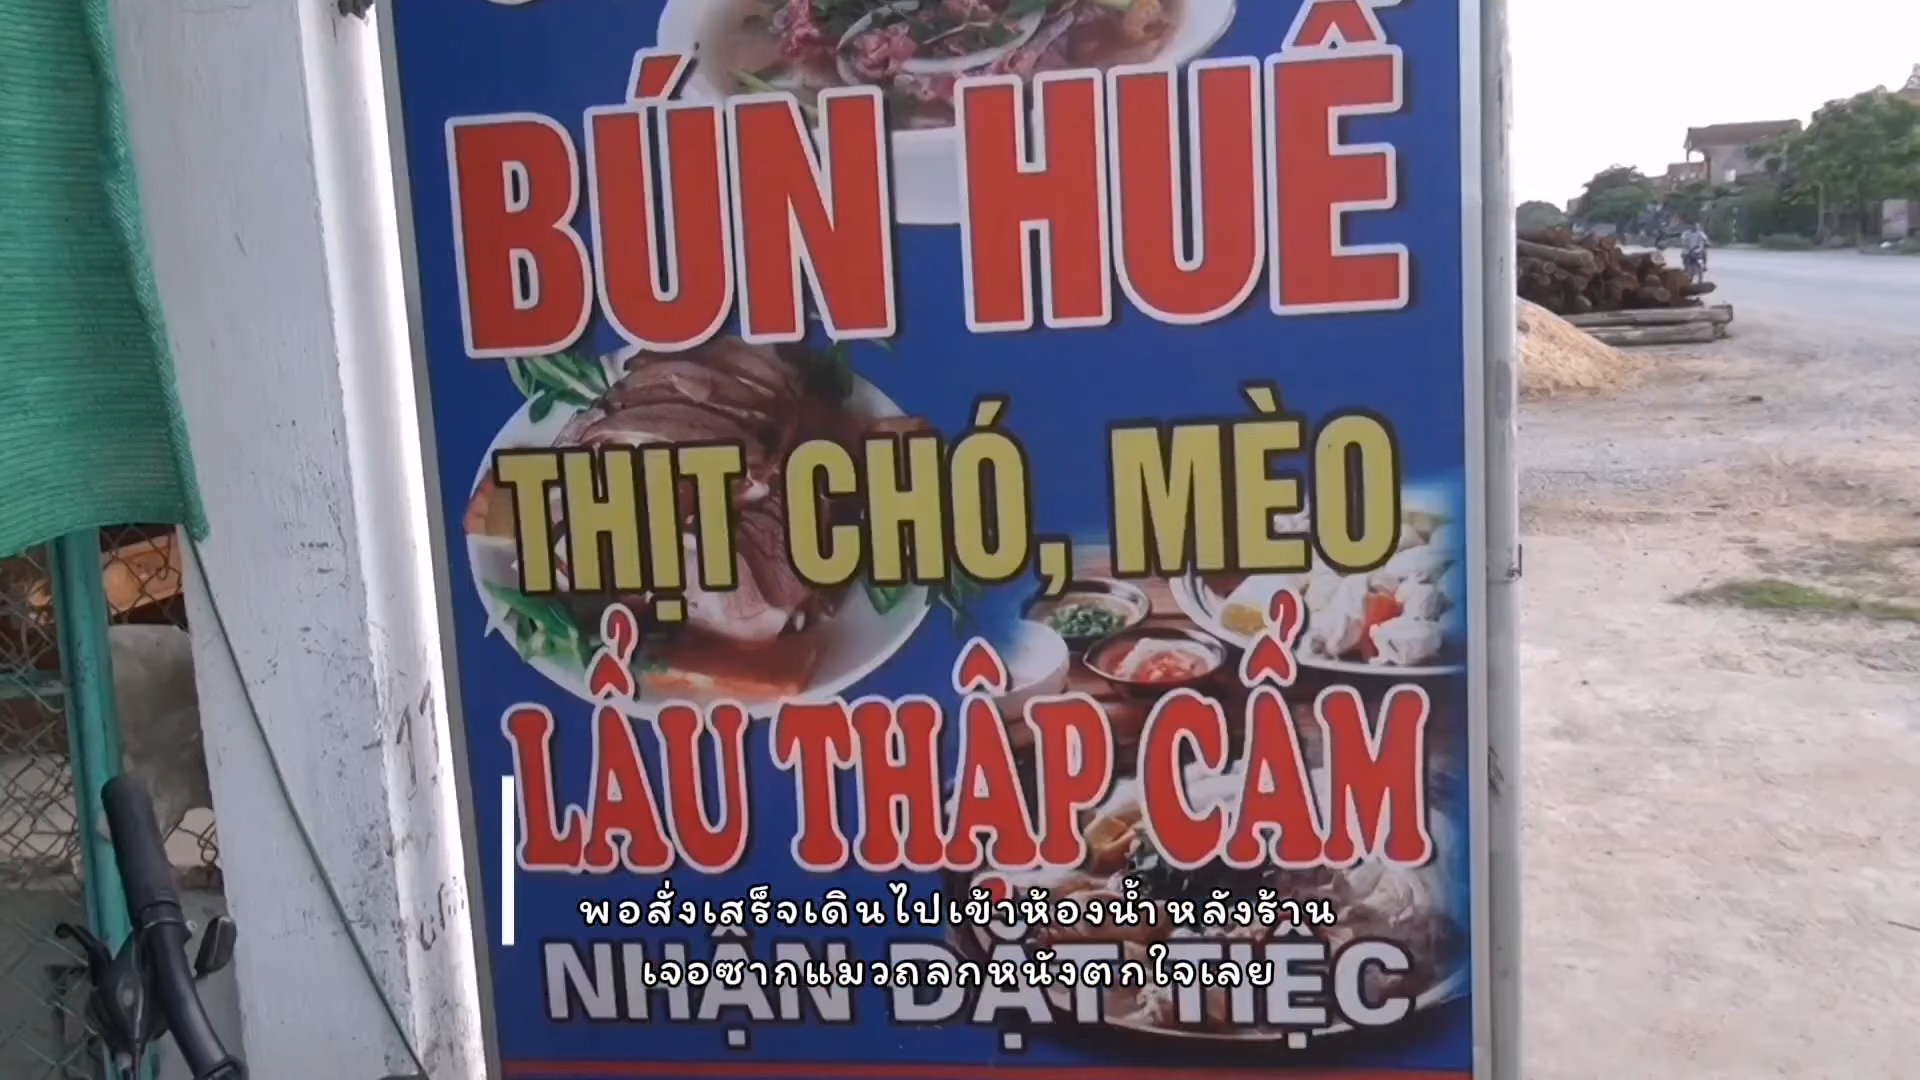 BÚN HUẾ
THỊT CHÓ, MÈO
LẨU THẬP CẨM
พอสั่งเสร็จเดินไปเข้าห้องน้ำหลังร้าน
เจอซากแมวถลกหนังตกใจเลย
NHẬN ĐẶT TIỆC